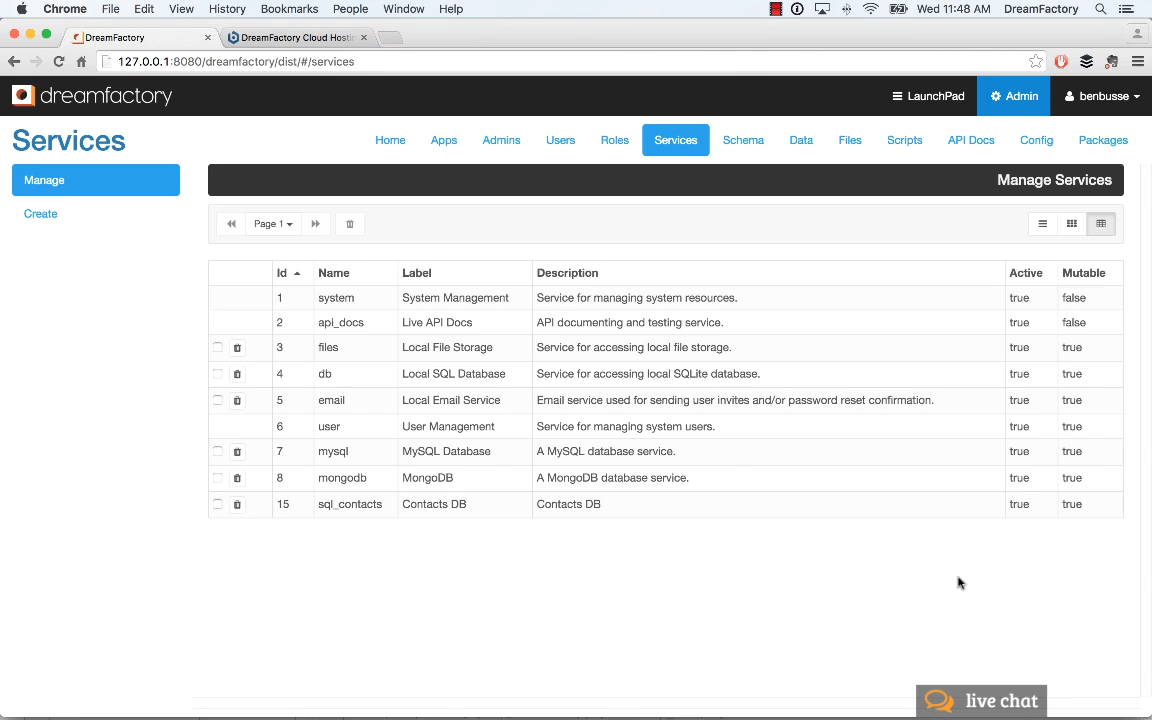 Chrome File Edit View History Bookmarks People Window Help Wed 11:48 AM DreamFactory
DreamFactory DreamFactory Cloud Hosti
127.0.0.1:8080/dreamfactory/dist/#/services
dreamfactory LaunchPad Admin benbusse
Services Home Apps Admins Users Roles Services Schema Data Files Scripts API Docs Config Packages
Manage Manage Services
Create
Page 1
Id Name Label Description Active Mutable
1 system System Management Service for managing system resources. true false
2 api_docs Live API Docs API documenting and testing service. true false
3 files Local File Storage Service for accessing local file storage. true true
4 db Local SQL Database Service for accessing local SQLite database. true true
5 email Local Email Service Email service used for sending user invites and/or password reset confirmation. true true
6 user User Management Service for managing system users. true true
7 mysql MySQL Database A MySQL database service. true true
8 mongodb MongoDB A MongoDB database service. true true
15 sql_contacts Contacts DB Contacts DB true true
live chat